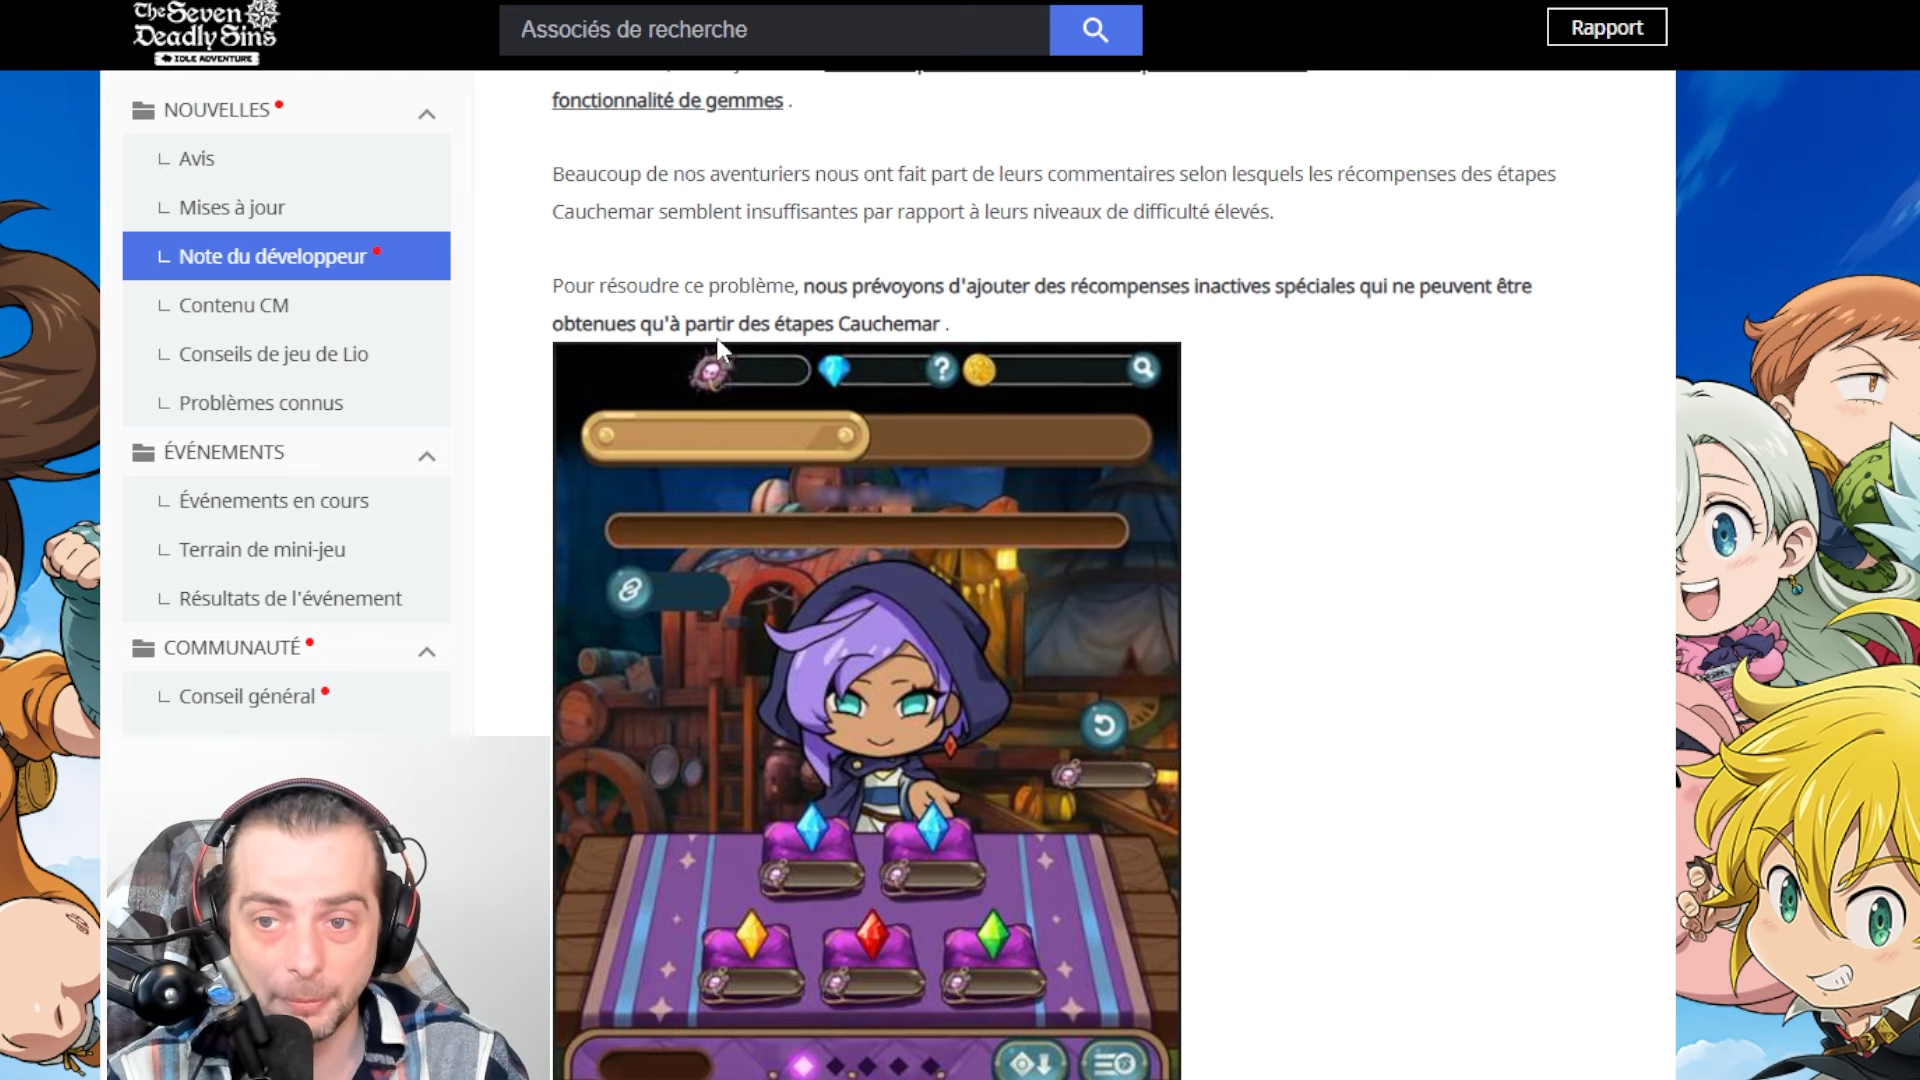 The Seven
Deadly Sins
IDLE ADVENTURE
Associés de recherche
Rapport
NOUVELLES
Avis
Mises à jour
Note du développeur
Contenu CM
Conseils de jeu de Lio
Problèmes connus
ÉVÉNEMENTS
Événements en cours
Terrain de mini-jeu
Résultats de l'événement
COMMUNAUTÉ
Conseil général
fonctionnalité de gemmes .
Beaucoup de nos aventuriers nous ont fait part de leurs commentaires selon lesquels les récompenses des étapes
Cauchemar semblent insuffisantes par rapport à leurs niveaux de difficulté élevés.
Pour résoudre ce problème, nous prévoyons d'ajouter des récompenses inactives spéciales qui ne peuvent être
obtenues qu'à partir des étapes Cauchemar .